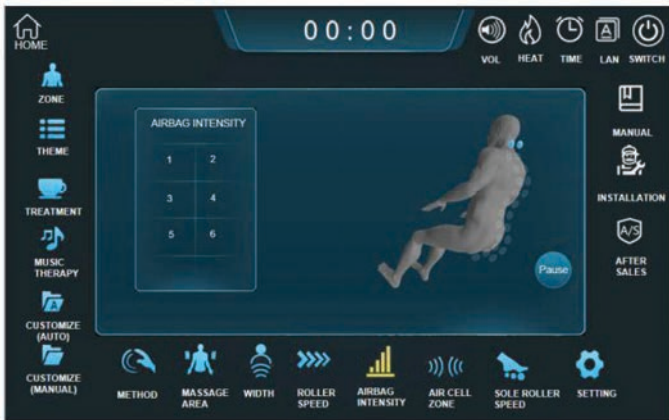 00:00
HOME
VOL
HEAT
TIME
A
LAN
SWITCH
ZONE
THEME
TREATMENT
MUSIC
THERAPY
A
CUSTOMIZE
(AUTO)
CUSTOMIZE
(MANUAL)
AIRBAG INTENSITY
1 2
3 4
5 6
Pause
MANUAL
INSTALLATION
A/S
AFTER
SALES
METHOD
MASSAGE
AREA
WIDTH
ROLLER
SPEED
AIRBAG
INTENSITY
AIR CELL
ZONE
SOLE ROLLER
SPEED
SETTING